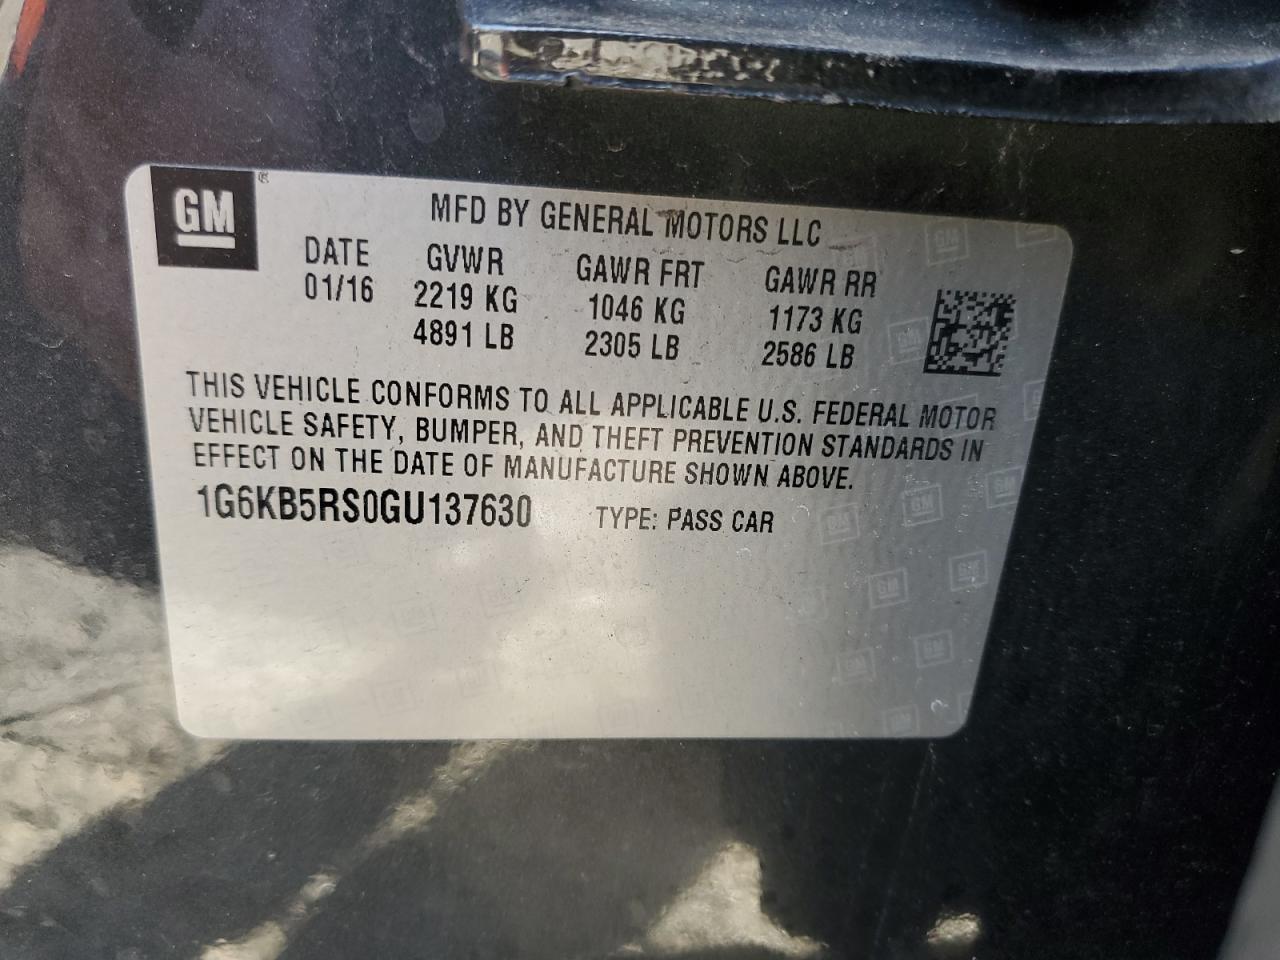 GM
MFD BY GENERAL MOTORS LLC
DATE GVWR GAWR FRT GAWR RR
01/16 2219 KG 1046 KG 1173 KG
4891 LB 2305 LB 2586 LB
THIS VEHICLE CONFORMS TO ALL APPLICABLE U.S. FEDERAL MOTOR
VEHICLE SAFETY, BUMPER, AND THEFT PREVENTION STANDARDS IN
EFFECT ON THE DATE OF MANUFACTURE SHOWN ABOVE.
1G6KB5RS0GU137630 TYPE: PASS CAR